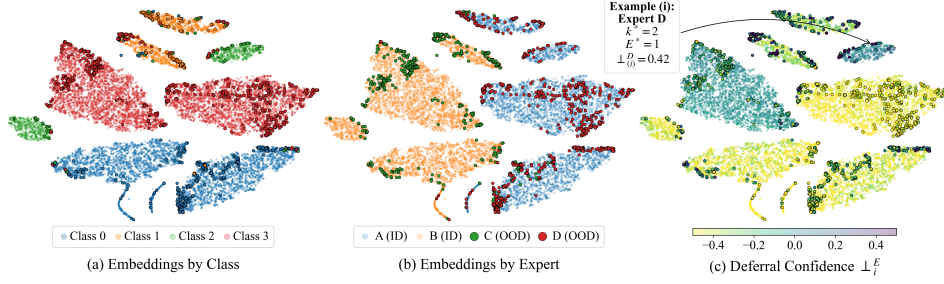 Example (i):
Expert D
k* = 2
E* = 1
⊥ᴰ₍ᵢ₎ = 0.42
Class 0
Class 1
Class 2
Class 3
A (ID)
B (ID)
C (OOD)
D (OOD)
−0.4
−0.2
0.0
0.2
0.4
(a) Embeddings by Class
(b) Embeddings by Expert
(c) Deferral Confidence ⊥ᵢᴱ